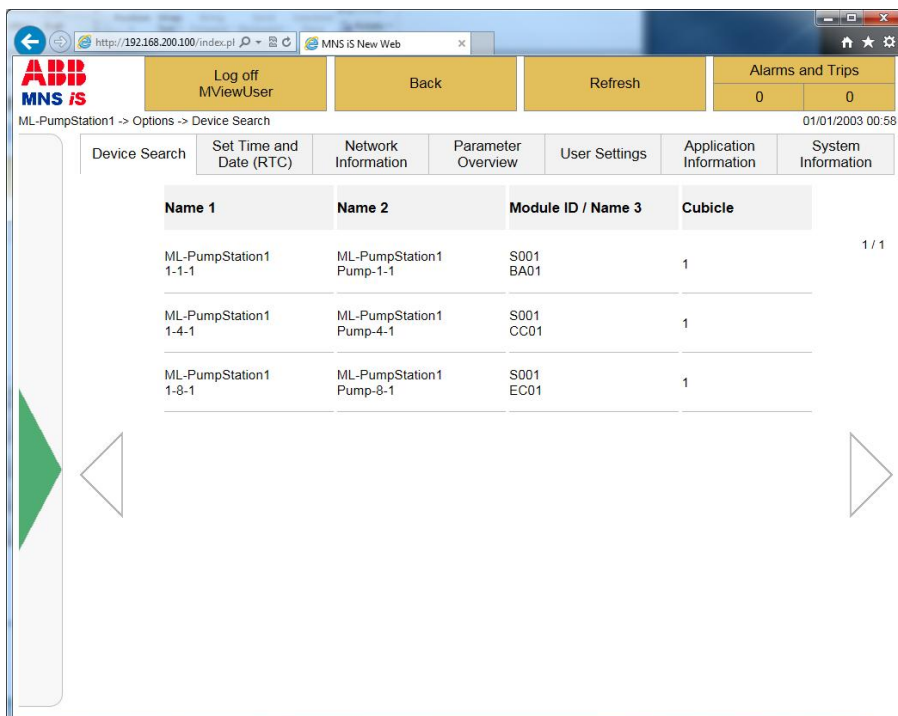 http://192.168.200.100/index.pl
MNS iS New Web
ABB
MNS iS
Log off
MViewUser
Back
Refresh
Alarms and Trips
0 0
ML-PumpStation1 -> Options -> Device Search
01/01/2003 00:58
Device Search
Set Time and
Date (RTC)
Network
Information
Parameter
Overview
User Settings
Application
Information
System
Information
Name 1 Name 2 Module ID / Name 3 Cubicle
1 / 1
ML-PumpStation1 ML-PumpStation1 S001
1-1-1 Pump-1-1 BA01 1
ML-PumpStation1 ML-PumpStation1 S001
1-4-1 Pump-4-1 CC01 1
ML-PumpStation1 ML-PumpStation1 S001
1-8-1 Pump-8-1 EC01 1